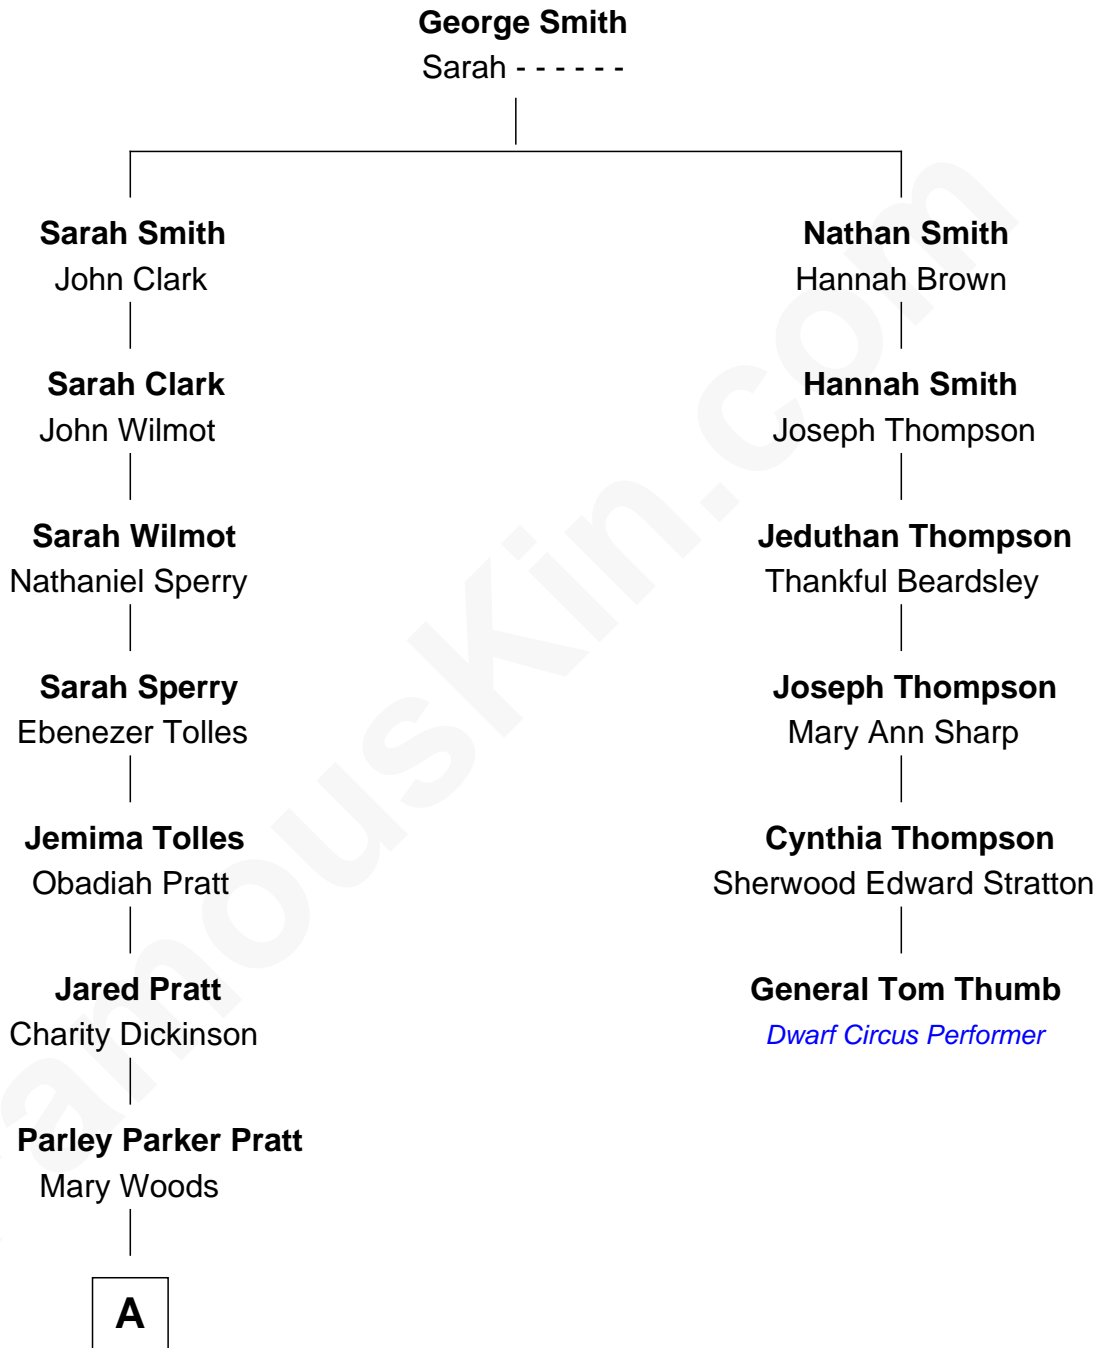 George Smith
Sarah - - - - - -
Sarah Smith
John Clark
Nathan Smith
Hannah Brown
Sarah Clark
John Wilmot
Hannah Smith
Joseph Thompson
Sarah Wilmot
Nathaniel Sperry
Jeduthan Thompson
Thankful Beardsley
Sarah Sperry
Ebenezer Tolles
Joseph Thompson
Mary Ann Sharp
Jemima Tolles
Obadiah Pratt
Cynthia Thompson
Sherwood Edward Stratton
Jared Pratt
Charity Dickinson
General Tom Thumb
Dwarf Circus Performer
Parley Parker Pratt
Mary Woods
A
amouskin.com